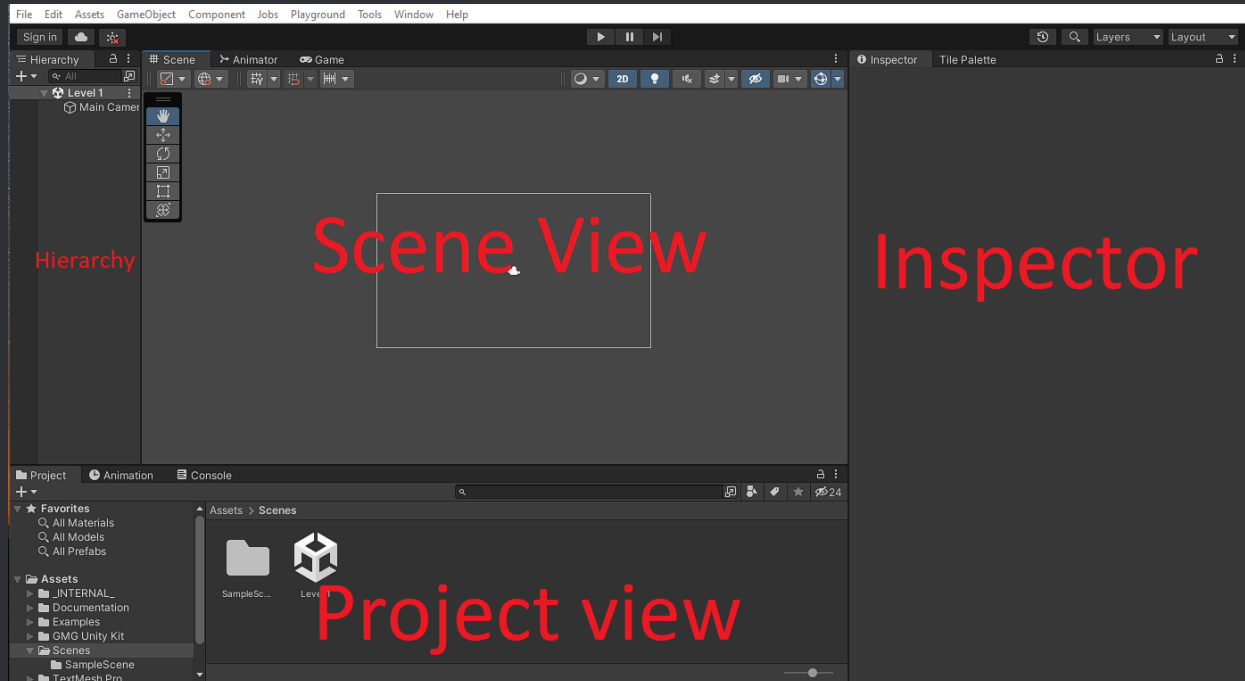 File Edit Assets GameObject Component Jobs Playground Tools Window Help
Sign in
Layers
Layout
Hierarchy
All
Level 1
Main Camer
Scene
Animator
Game
2D
Inspector
Tile Palette
Hierarchy
Scene View
Inspector
Project
Animation
Console
24
Favorites
All Materials
All Models
All Prefabs
Assets
_INTERNAL_
Documentation
Examples
GMG Unity Kit
Scenes
SampleScene
TextMesh Pro
Assets > Scenes
SampleSc...
Level 1
Project view